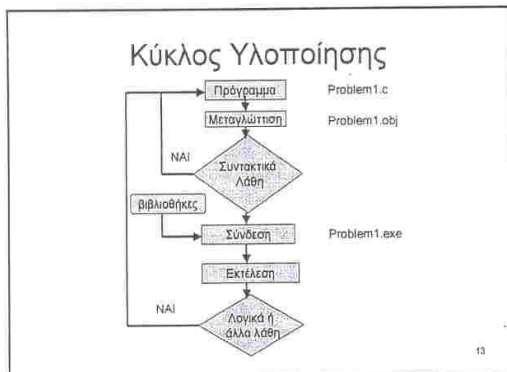 Κύκλος Υλοποίησης
Πρόγραμμα
Problem1.c
Μεταγλώττιση
Problem1.obj
ΝΑΙ
Συντακτικά
Λάθη
βιβλιοθήκες
Σύνδεση
Problem1.exe
Εκτέλεση
ΝΑΙ
Λογικά ή
άλλα λάθη
13